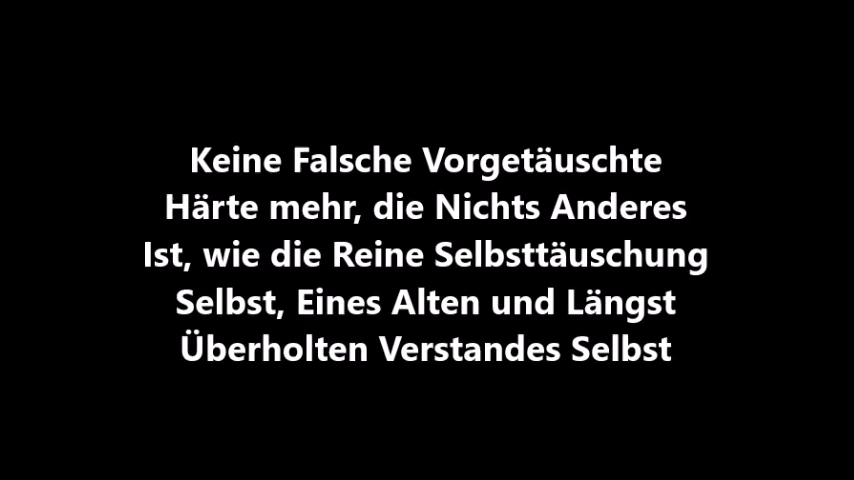 Keine Falsche Vorgetäuschte
Härte mehr, die Nichts Anderes
Ist, wie die Reine Selbsttäuschung
Selbst, Eines Alten und Längst
Überholten Verstandes Selbst